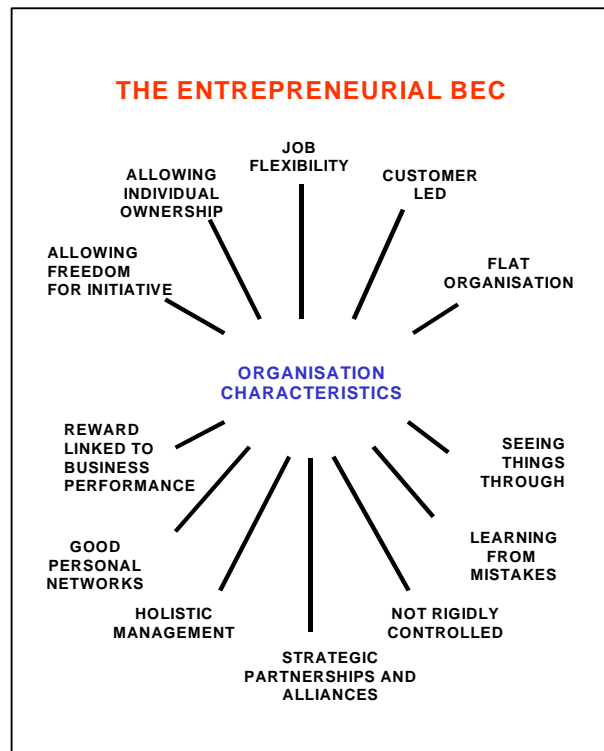 THE ENTREPRENEURIAL BEC
JOB
FLEXIBILITY
ALLOWING
INDIVIDUAL
OWNERSHIP
CUSTOMER
LED
ALLOWING
FREEDOM
FOR INITIATIVE
FLAT
ORGANISATION
ORGANISATION
CHARACTERISTICS
REWARD
LINKED TO
BUSINESS
PERFORMANCE
SEEING
THINGS
THROUGH
GOOD
PERSONAL
NETWORKS
LEARNING
FROM
MISTAKES
HOLISTIC
MANAGEMENT
NOT RIGIDLY
CONTROLLED
STRATEGIC
PARTNERSHIPS AND
ALLIANCES